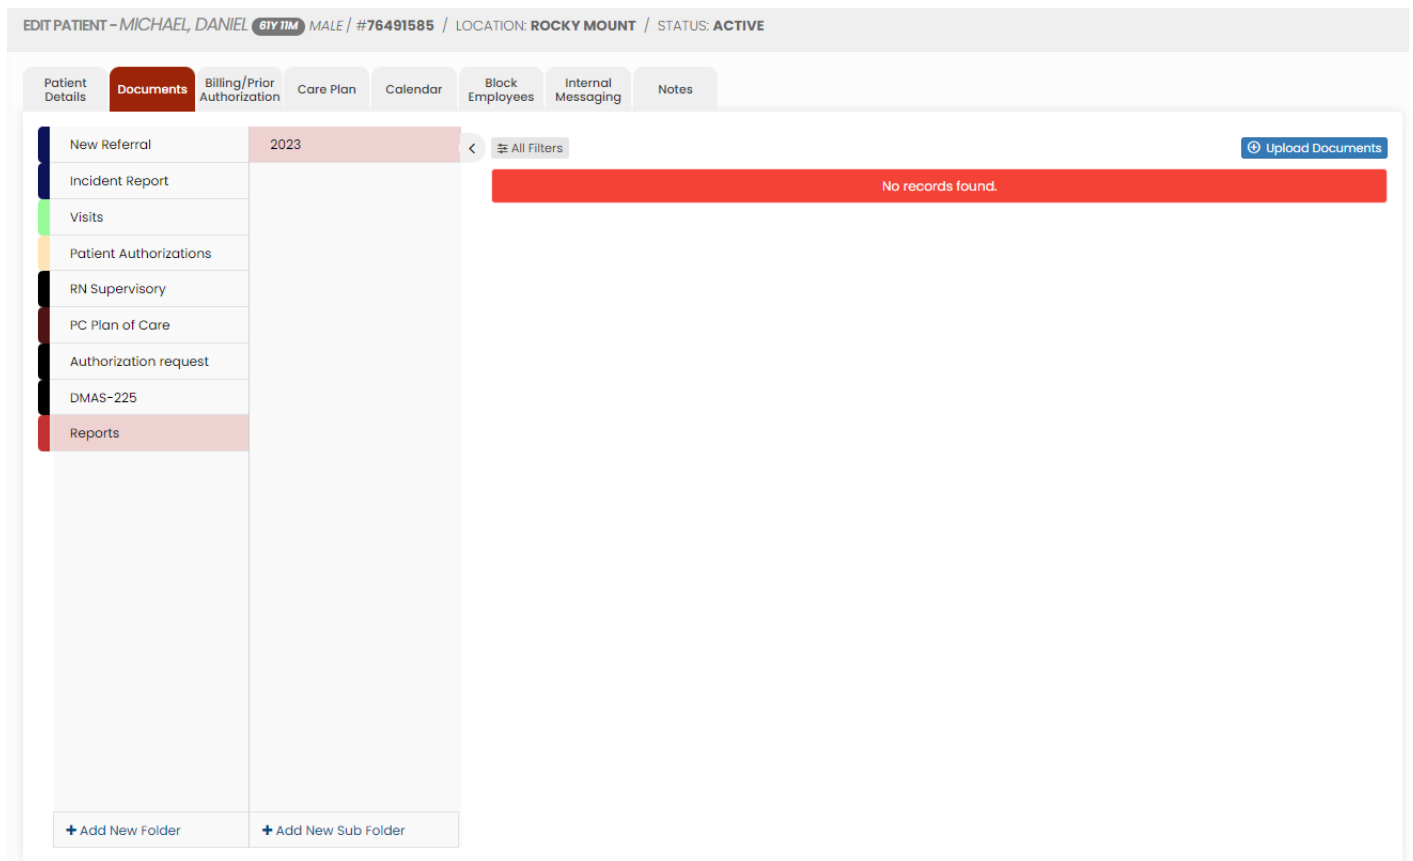 EDIT PATIENT - MICHAEL, DANIEL 61Y 11M MALE / #76491585 / LOCATION: ROCKY MOUNT / STATUS: ACTIVE
Patient Details
Documents
Billing/Prior Authorization
Care Plan
Calendar
Block Employees
Internal Messaging
Notes
New Referral
Incident Report
Visits
Patient Authorizations
RN Supervisory
PC Plan of Care
Authorization request
DMAS-225
Reports
2023
All Filters
Upload Documents
No records found.
Add New Folder
Add New Sub Folder